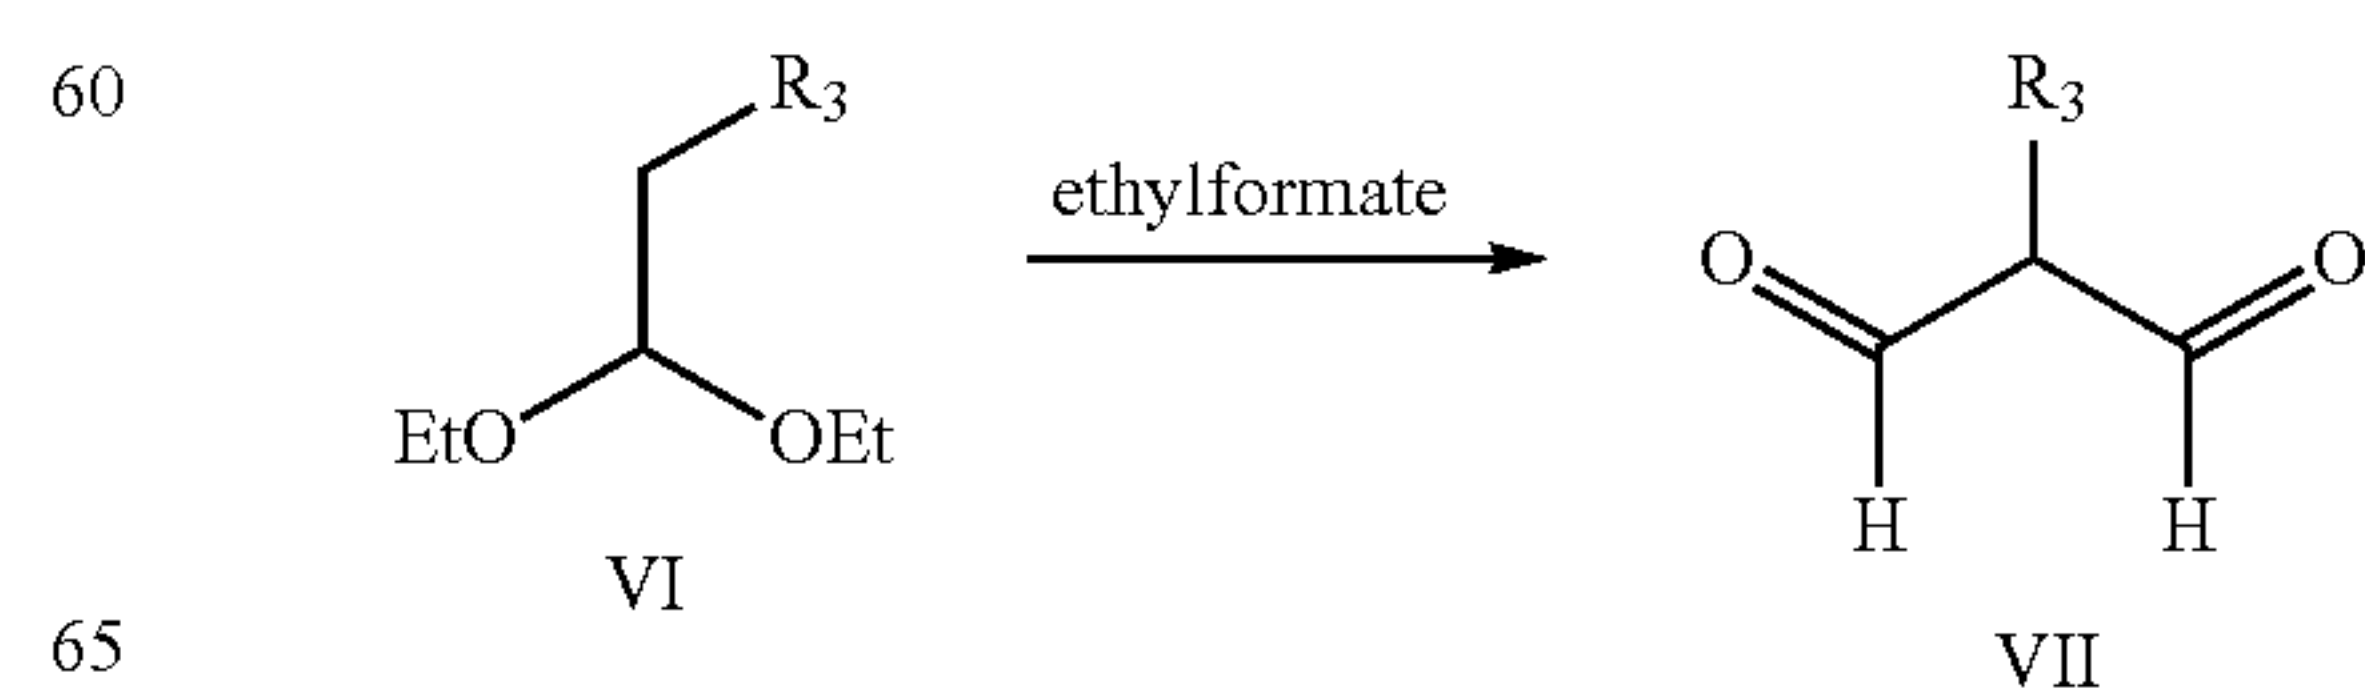 60
R3
R3
ethylformate
O
O
EtO
OEt
H
H
VI
65
VII